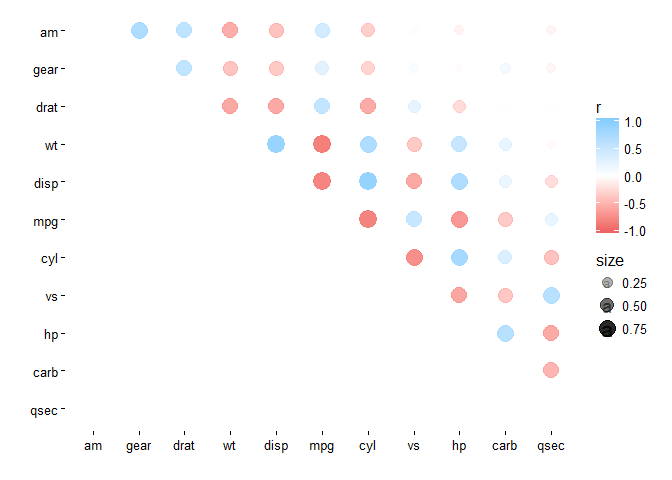 am
gear
drat
wt
disp
mpg
cyl
vs
hp
carb
qsec
am gear drat wt disp mpg cyl vs hp carb qsec
r
1.0
0.5
0.0
-0.5
-1.0
size
a 0.25
a 0.50
a 0.75